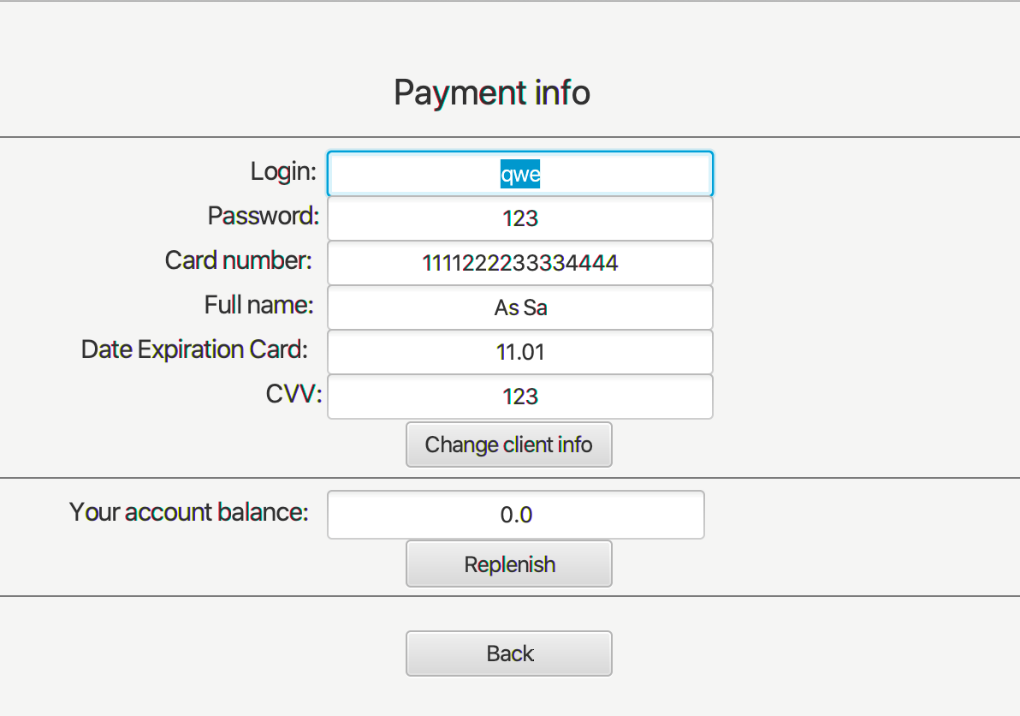 Payment info
Login: qwe
Password: 123
Card number: 1111222233334444
Full name: As Sa
Date Expiration Card: 11.01
CVV: 123
Change client info
Your account balance: 0.0
Replenish
Back